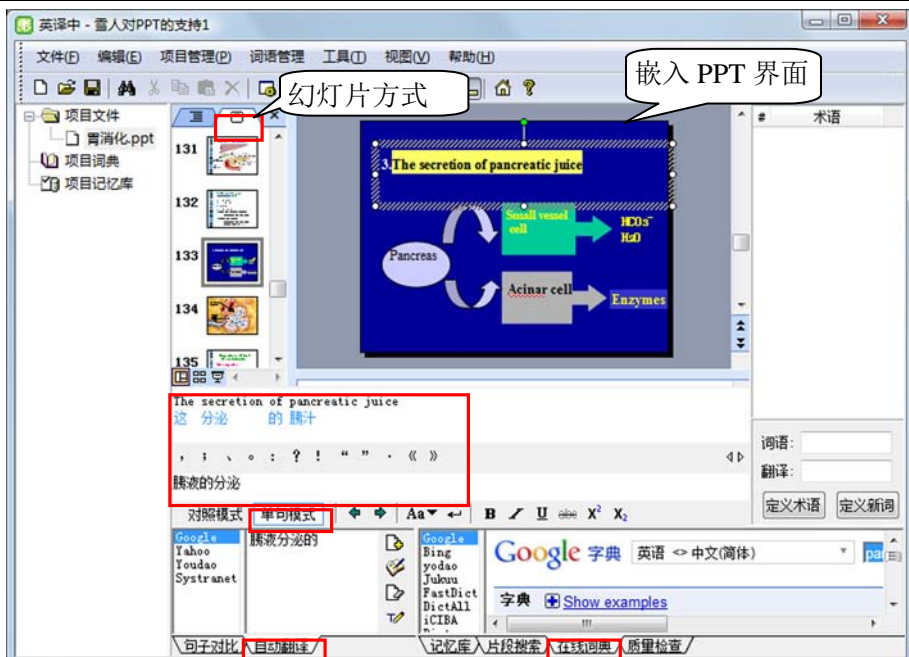 英译中 - 雪人对PPT的支持1
文件(F) 编辑(E) 项目管理(P) 词语管理 工具(T) 视图(V) 帮助(H)
幻灯片方式
嵌入 PPT 界面
项目文件
胃消化.ppt
项目词典
项目记忆库
131
132
133
134
135
3.The secretion of pancreatic juice
Small vessel
cell
HCO3⁻
H2O
Pancreas
Acinar cell
Enzymes
# 术语
The secretion of pancreatic juice
这 分泌 的 胰汁
, ; 、 。 : ? ! “ ” · 《 》
胰液的分泌
词语:
翻译:
定义术语 定义新词
对照模式 单句模式 Aa B I U abc X² X₂
Google
Yahoo
Youdao
Systranet
胰液分泌的
Google
Bing
yodao
Jukuu
FastDict
DictAll
iCIBA
Google 字典 英语 <> 中文(简体) pa
字典 Show examples
句子对比 自动翻译 记忆库 片段搜索 在线词典 质量检查